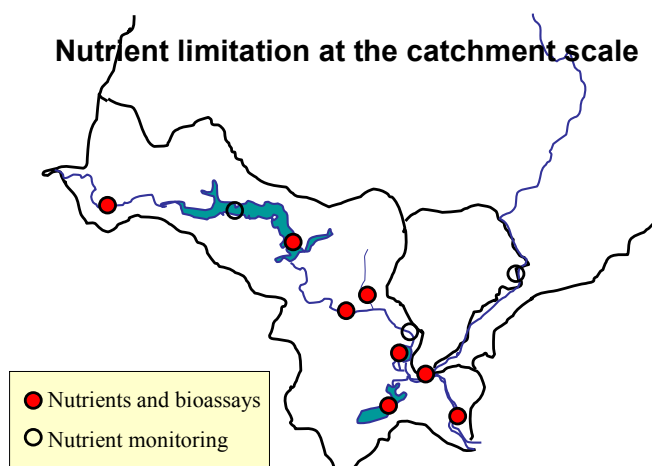 Nutrient limitation at the catchment scale
Nutrients and bioassays
Nutrient monitoring